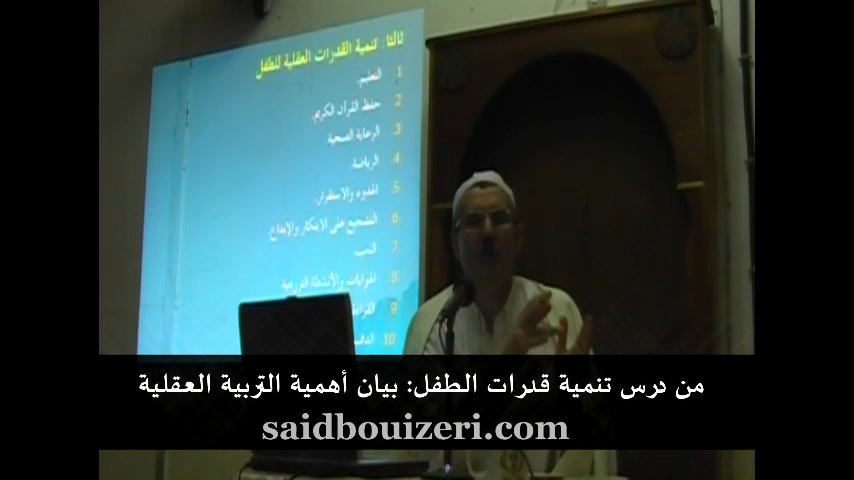 ثالثا: تنمية القدرات العقلية للطفل
1 التعليم.
2 حفظ القرآن الكريم.
3. الرعاية الصحية
4. الرياضة.
5 الهدوء والاستقرار.
6 التشجيع على الابتكار والإبداع.
7 اللعب
8 الهوايات والأنشطة الترويحية
9
10
من درس تنمية قدرات الطفل: بيان أهمية التربية العقلية
saidbouizeri.com